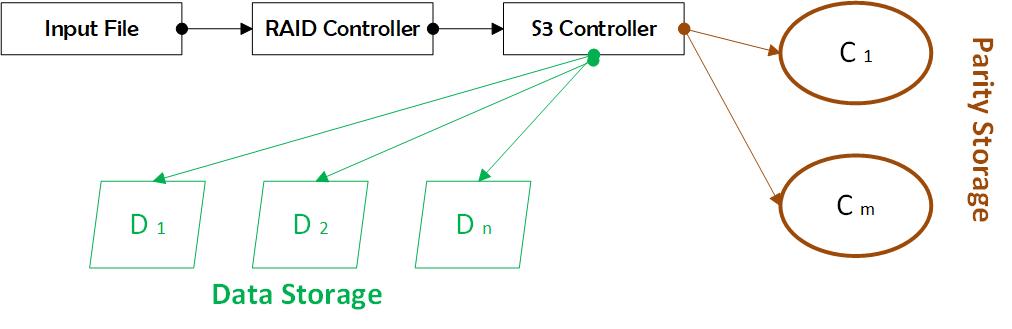 Input File
RAID Controller
S3 Controller
C 1
C m
Parity Storage
D 1
D 2
D n
Data Storage